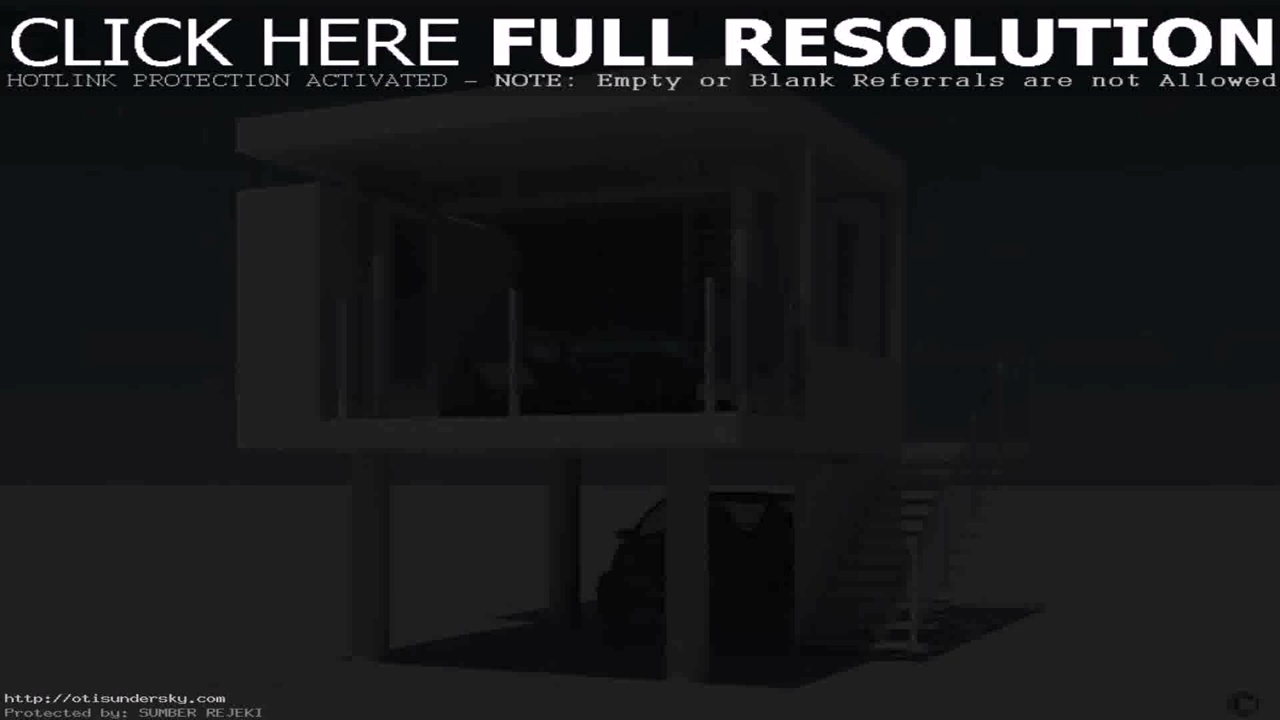 CLICK HERE FULL RESOLUTION
HOTLINK PROTECTION ACTIVATED – NOTE: Empty or Blank Referrals are not Allowed
http://otisundersky.com
Protected by: SUMBER REJEKI